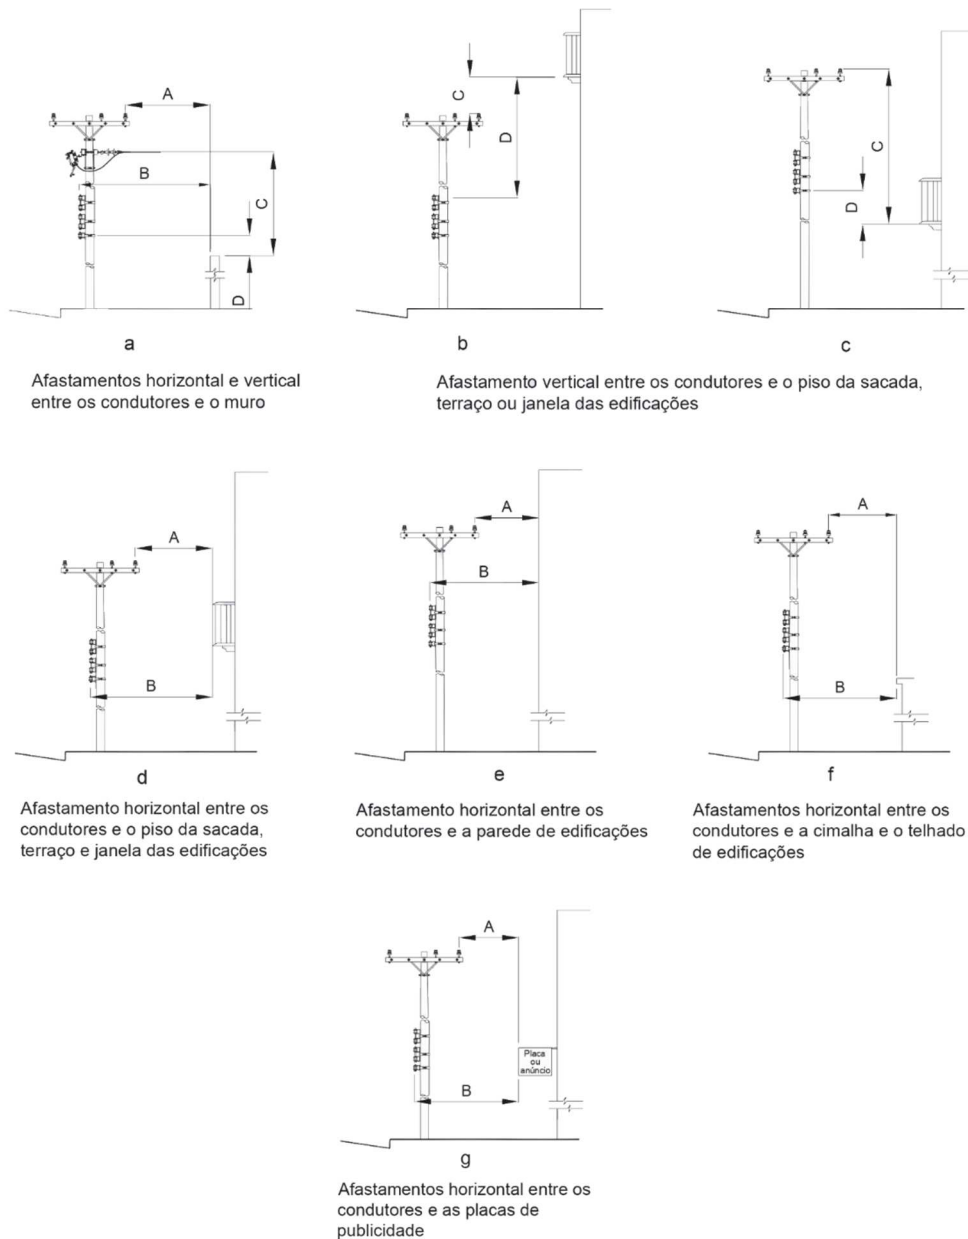 A
B
C
D
a
Afastamentos horizontal e vertical
entre os condutores e o muro
C
D
b
C
D
c
Afastamento vertical entre os condutores e o piso da sacada,
terraço ou janela das edificações
A
B
d
Afastamento horizontal entre os
condutores e o piso da sacada,
terraço e janela das edificações
A
B
e
Afastamento horizontal entre os
condutores e a parede de edificações
A
B
f
Afastamentos horizontal entre os
condutores e a cimalha e o telhado
de edificações
A
Placa
ou
anúncio
B
g
Afastamentos horizontal entre os
condutores e as placas de
publicidade